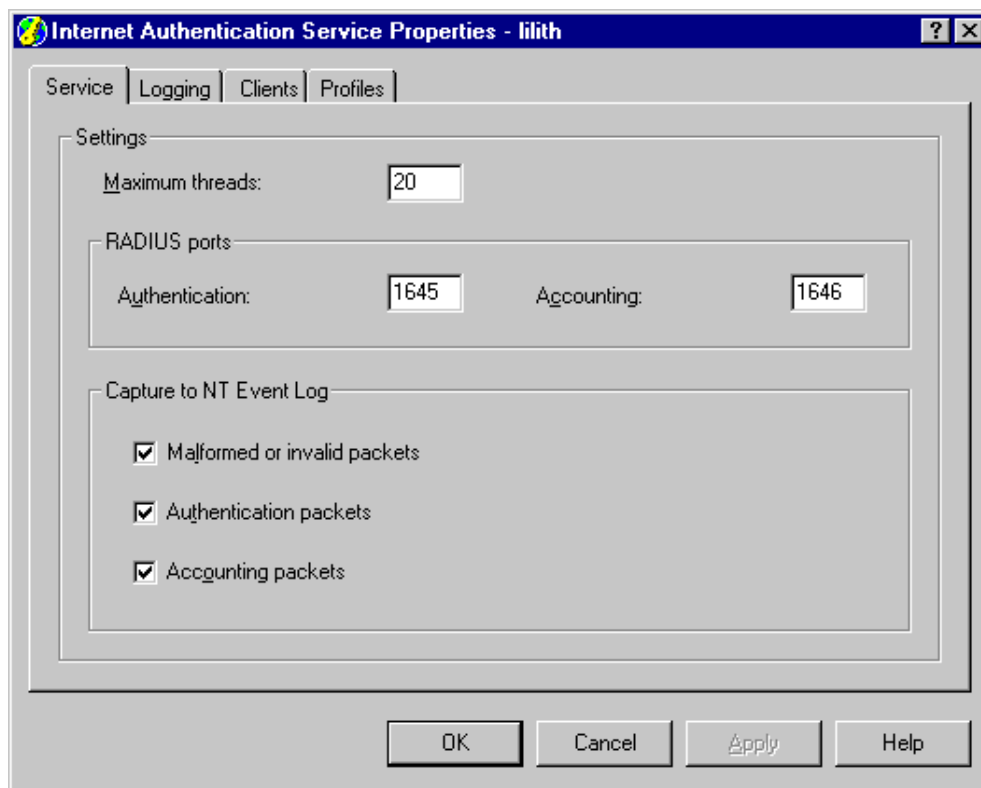 Internet Authentication Service Properties - lilith
Service Logging Clients Profiles
Settings
Maximum threads: 20
RADIUS ports
Authentication: 1645 Accounting: 1646
Capture to NT Event Log
Malformed or invalid packets
Authentication packets
Accounting packets
OK Cancel Apply Help